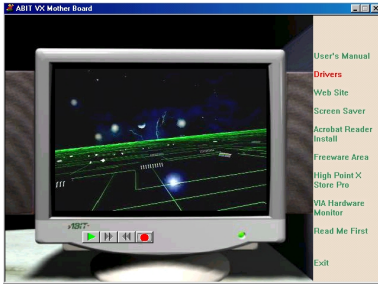 ABIT VX Mother Board
User's Manual
Drivers
Web Site
Screen Saver
Acrobat Reader
Install
Freeware Area
High Point X
Store Pro
VIA Hardware
Monitor
Read Me First
Exit
ABIT